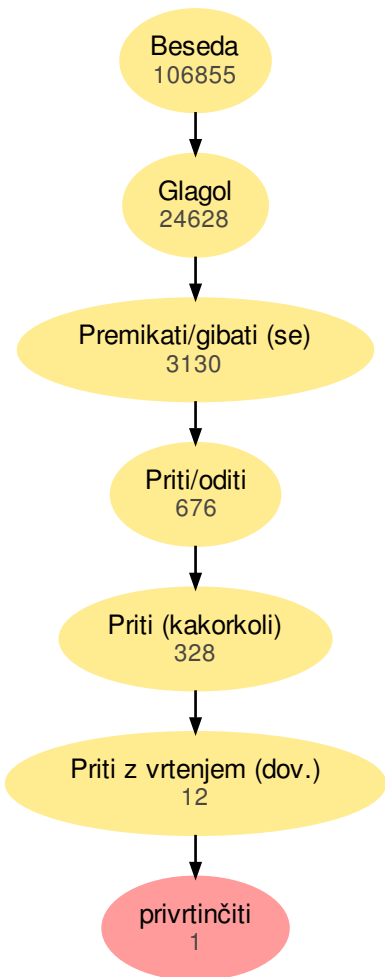 Beseda
106855
Glagol
24628
Premikati/gibati (se)
3130
Priti/oditi
676
Priti (kakorkoli)
328
Priti z vrtenjem (dov.)
12
privrtinčiti
1